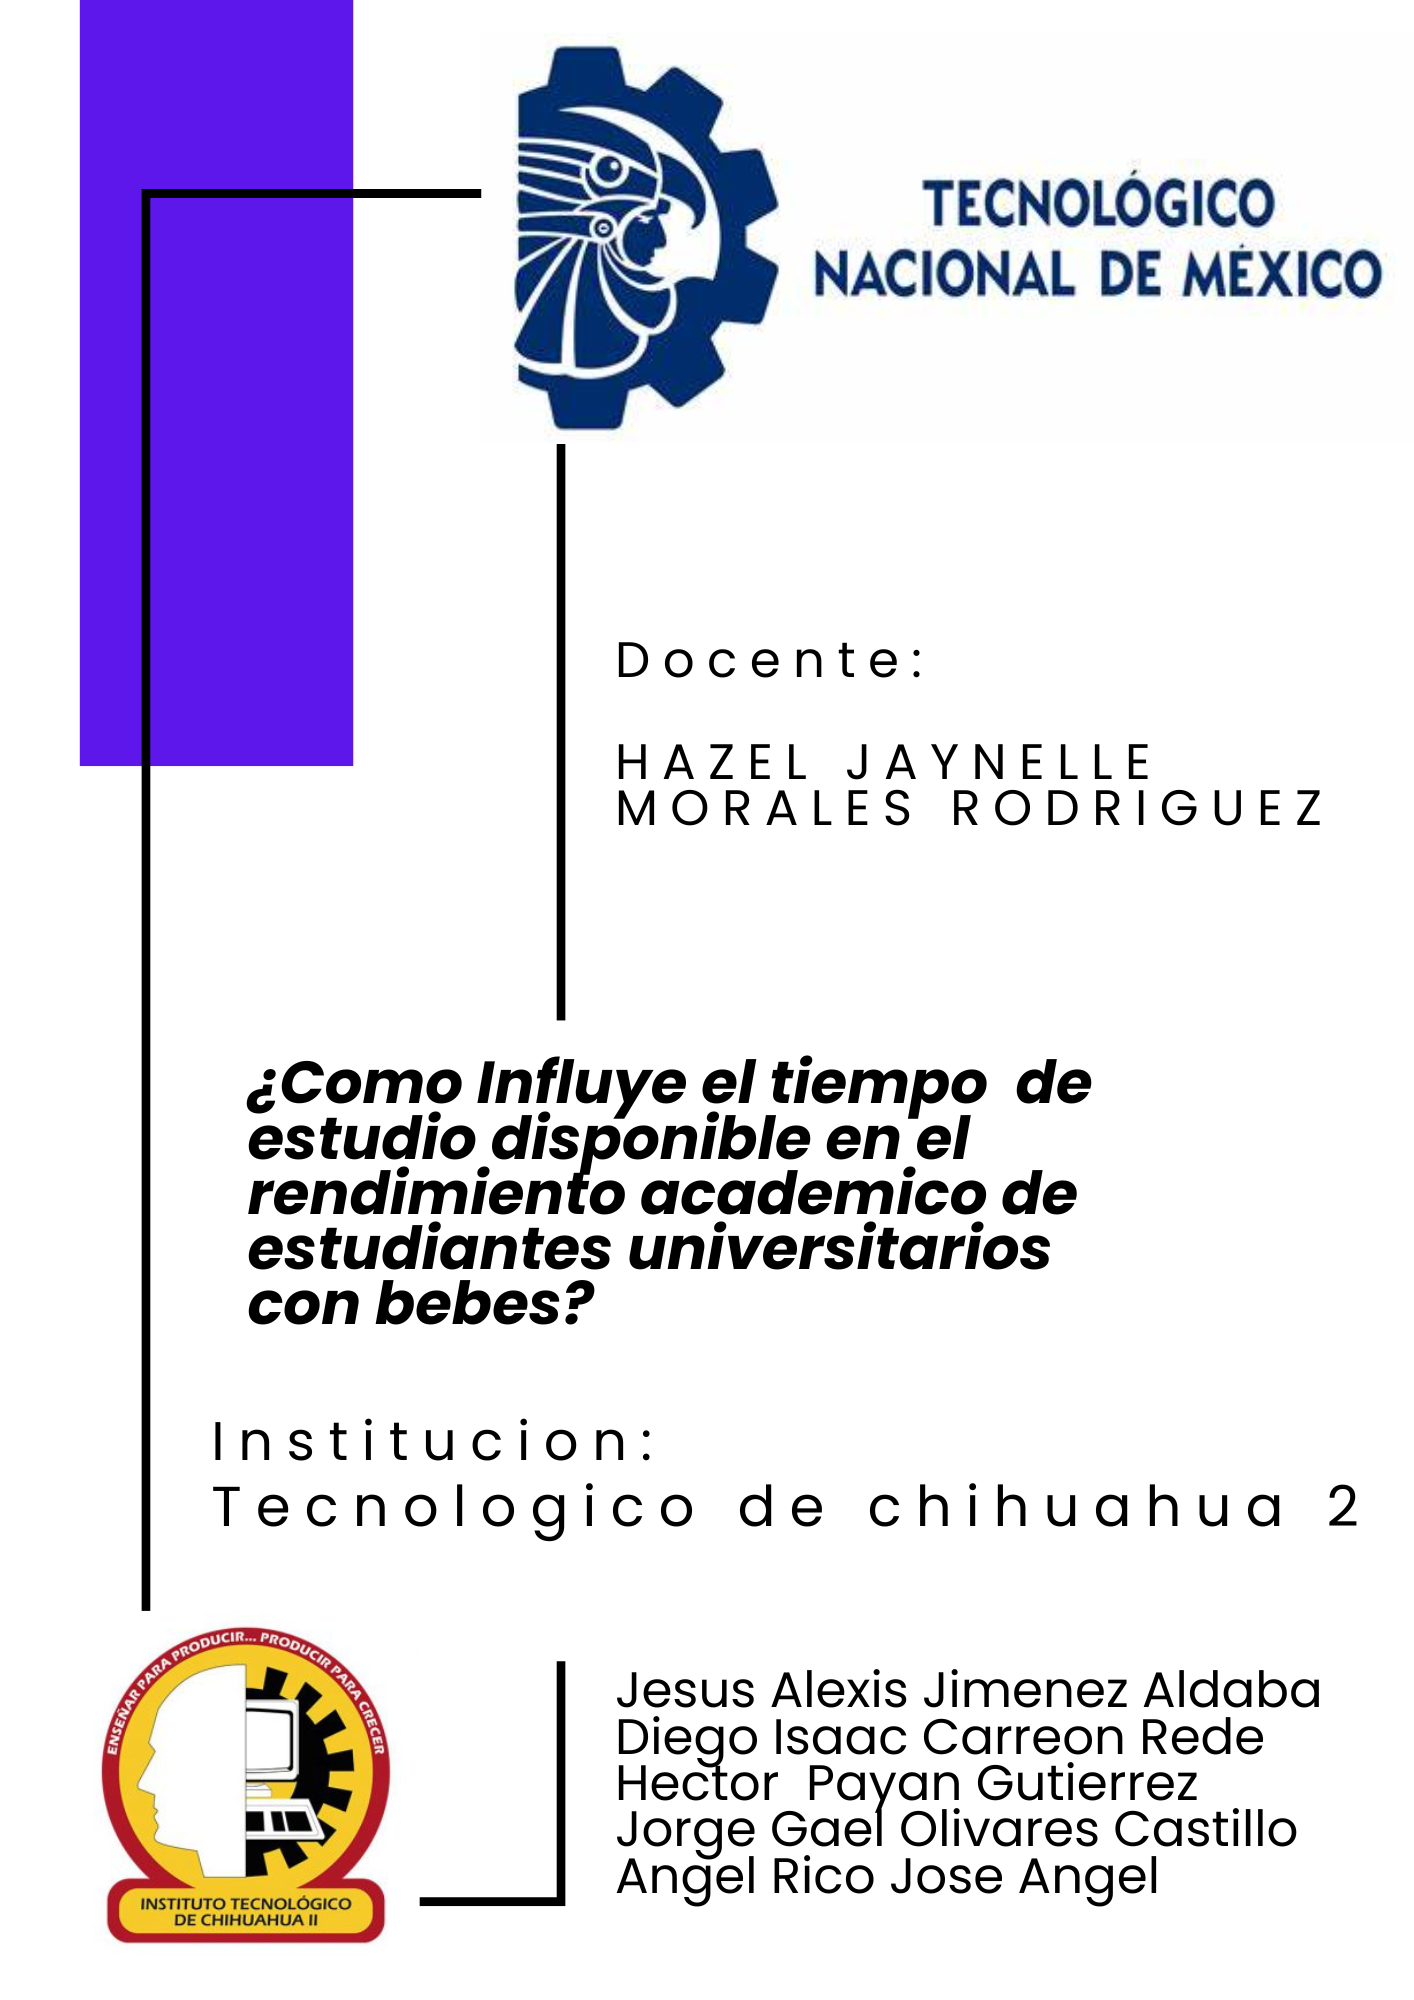 TECNOLÓGICO
NACIONAL DE MÉXICO
Docente:
HAZEL JAYNELLE
MORALES RODRIGUEZ
¿Como Influye el tiempo de
estudio disponible en el
rendimiento academico de
estudiantes universitarios
con bebes?
Institucion:
Tecnologico de chihuahua 2
ENSEÑAR PARA PRODUCIR... PRODUCIR PARA CRECER
INSTITUTO TECNOLÓGICO
DE CHIHUAHUA II
Jesus Alexis Jimenez Aldaba
Diego Isaac Carreon Rede
Hector Payan Gutierrez
Jorge Gael Olivares Castillo
Angel Rico Jose Angel